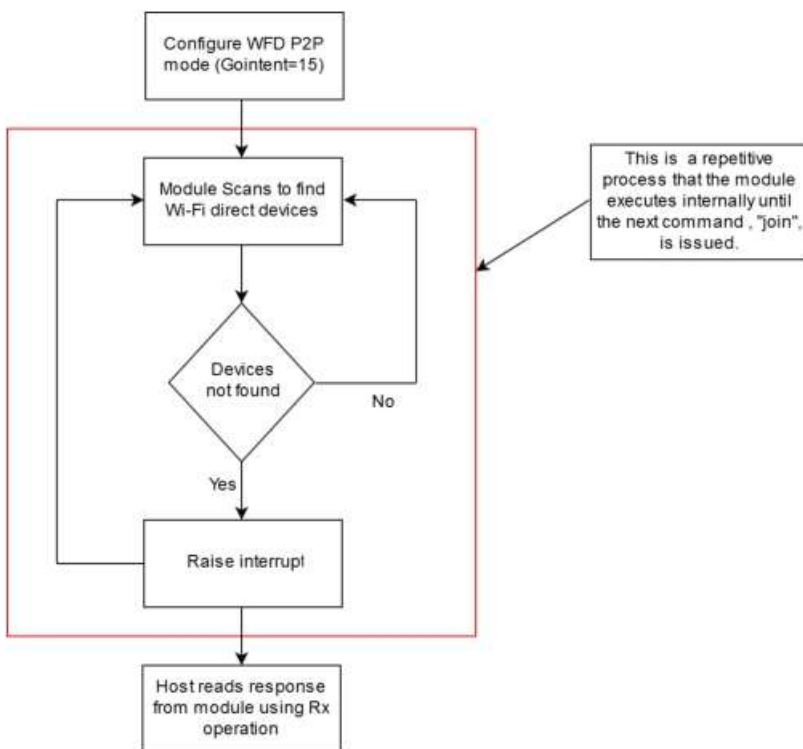 Configure WFD P2P
mode (Gointent=15)
Module Scans to find
Wi-Fi direct devices
This is a repetitive
process that the module
executes internally until
the next command , "join",
is issued.
Devices
not found
No
Yes
Raise interrupt
Host reads response
from module using Rx
operation